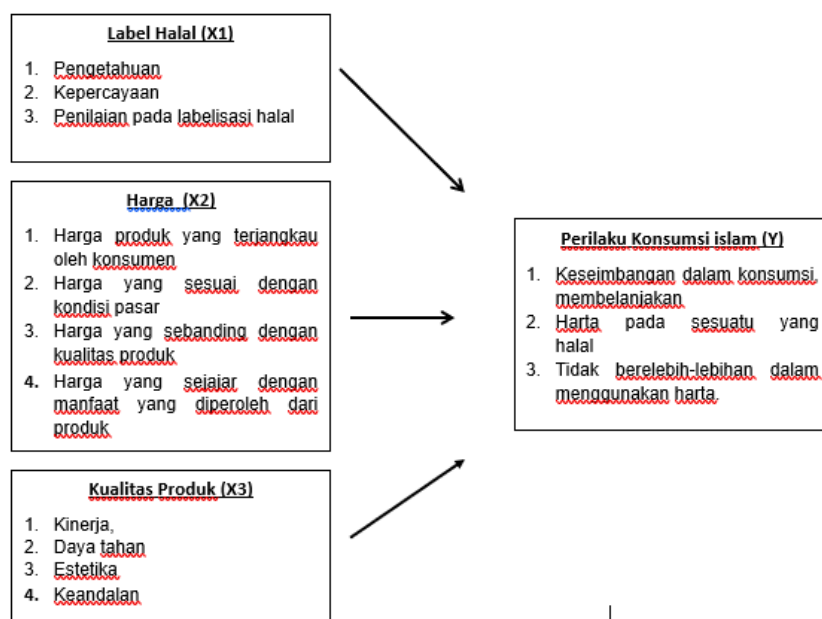 Label Halal (X1)
1. Pengetahuan
2. Kepercayaan
3. Penilaian pada labelisasi halal
Harga (X2)
1. Harga produk yang terjangkau
oleh konsumen
2. Harga yang sesuai dengan
kondisi pasar
3. Harga yang sebanding dengan
kualitas produk
4. Harga yang sejajar dengan
manfaat yang diperoleh dari
produk
Kualitas Produk (X3)
1. Kinerja,
2. Daya tahan
3. Estetika
4. Keandalan
Perilaku Konsumsi islam (Y)
1. Keseimbangan dalam konsumsi,
membelanjakan
2. Harta pada sesuatu yang
halal
3. Tidak berelebih-lebihan dalam
menggunakan harta.